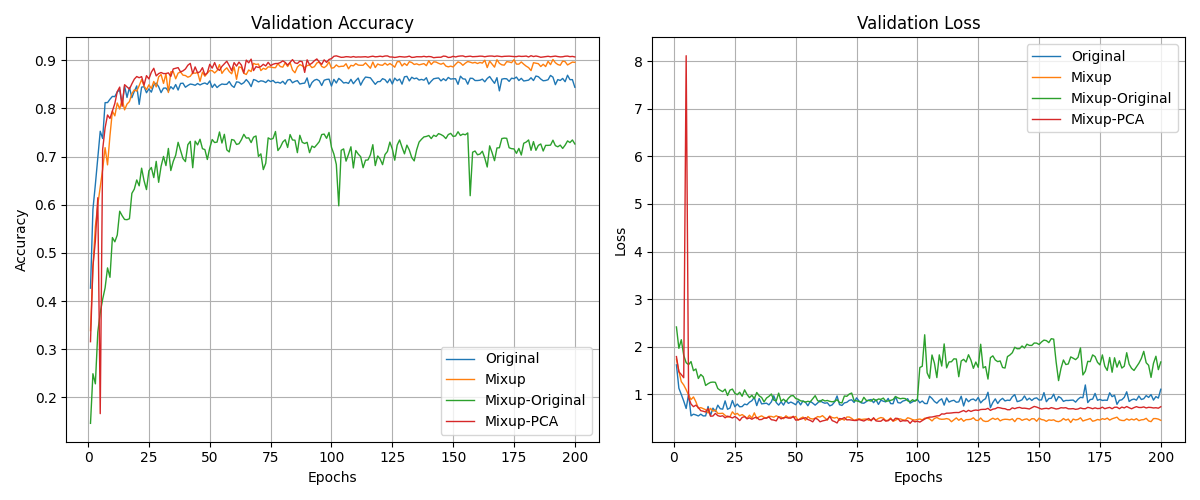 Validation Accuracy
Accuracy
0.9
0.8
0.7
0.6
0.5
0.4
0.3
0.2
Original
Mixup
Mixup-Original
Mixup-PCA
0 25 50 75 100 125 150 175 200
Epochs
Validation Loss
Loss
8
7
6
5
4
3
2
1
Original
Mixup
Mixup-Original
Mixup-PCA
0 25 50 75 100 125 150 175 200
Epochs